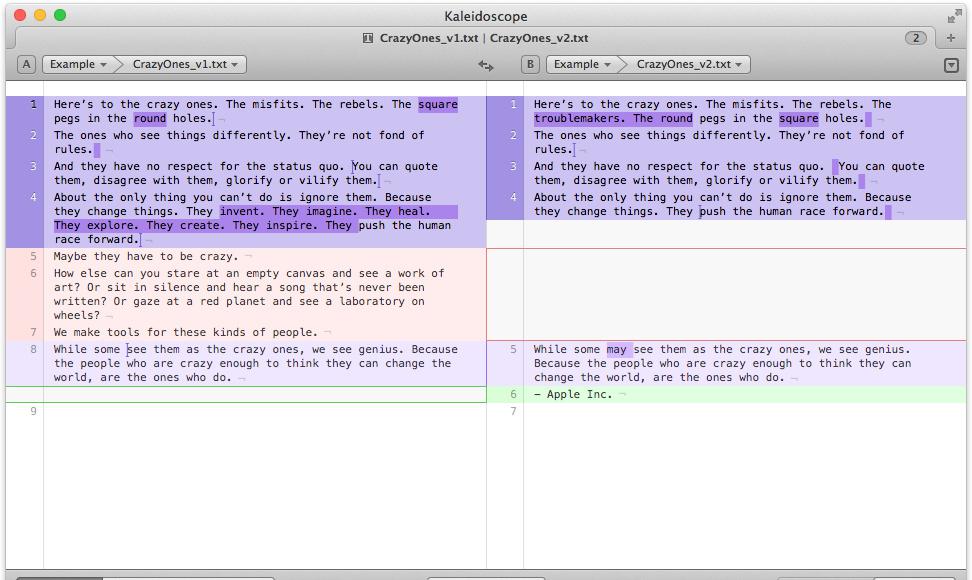 Kaleidoscope
CrazyOnes_v1.txt | CrazyOnes_v2.txt
2
A
Example
CrazyOnes_v1.txt
B
Example
CrazyOnes_v2.txt
1 Here’s to the crazy ones. The misfits. The rebels. The square
pegs in the round holes.¬
2 The ones who see things differently. They’re not fond of
rules. ¬
3 And they have no respect for the status quo. You can quote
them, disagree with them, glorify or vilify them.¬
4 About the only thing you can’t do is ignore them. Because
they change things. They invent. They imagine. They heal.
They explore. They create. They inspire. They push the human
race forward.¬
5 Maybe they have to be crazy. ¬
6 How else can you stare at an empty canvas and see a work of
art? Or sit in silence and hear a song that’s never been
written? Or gaze at a red planet and see a laboratory on
wheels? ¬
7 We make tools for these kinds of people. ¬
8 While some see them as the crazy ones, we see genius. Because
the people who are crazy enough to think they can change the
world, are the ones who do. ¬
9
1 Here’s to the crazy ones. The misfits. The rebels. The
troublemakers. The round pegs in the square holes. ¬
2 The ones who see things differently. They’re not fond of
rules.¬
3 And they have no respect for the status quo. You can quote
them, disagree with them, glorify or vilify them. ¬
4 About the only thing you can’t do is ignore them. Because
they change things. They push the human race forward. ¬
5 While some may see them as the crazy ones, we see genius.
Because the people who are crazy enough to think they can
change the world, are the ones who do. ¬
6 – Apple Inc. ¬
7